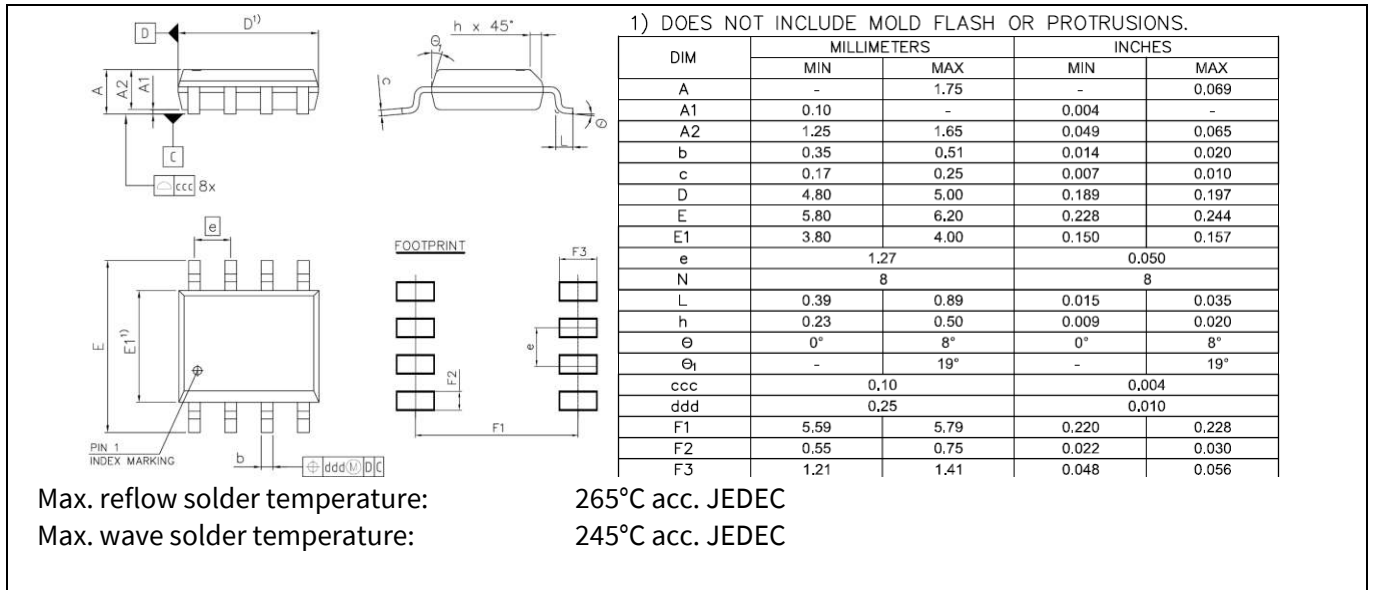 D
D¹⁾
h x 45°
Θ₁
A
A2
A1
c
C
ccc 8x
L
Θ
e
E
E1¹⁾
PIN 1
INDEX MARKING
b
ddd Ⓜ D C
FOOTPRINT
F3
e
F2
F1
1) DOES NOT INCLUDE MOLD FLASH OR PROTRUSIONS.
DIM MILLIMETERS INCHES
MIN MAX MIN MAX
A - 1.75 - 0.069
A1 0.10 - 0.004 -
A2 1.25 1.65 0.049 0.065
b 0.35 0.51 0.014 0.020
c 0.17 0.25 0.007 0.010
D 4.80 5.00 0.189 0.197
E 5.80 6.20 0.228 0.244
E1 3.80 4.00 0.150 0.157
e 1.27 0.050
N 8 8
L 0.39 0.89 0.015 0.035
h 0.23 0.50 0.009 0.020
Θ 0° 8° 0° 8°
Θ₁ - 19° - 19°
ccc 0.10 0.004
ddd 0.25 0.010
F1 5.59 5.79 0.220 0.228
F2 0.55 0.75 0.022 0.030
F3 1.21 1.41 0.048 0.056
Max. reflow solder temperature: 265°C acc. JEDEC
Max. wave solder temperature: 245°C acc. JEDEC